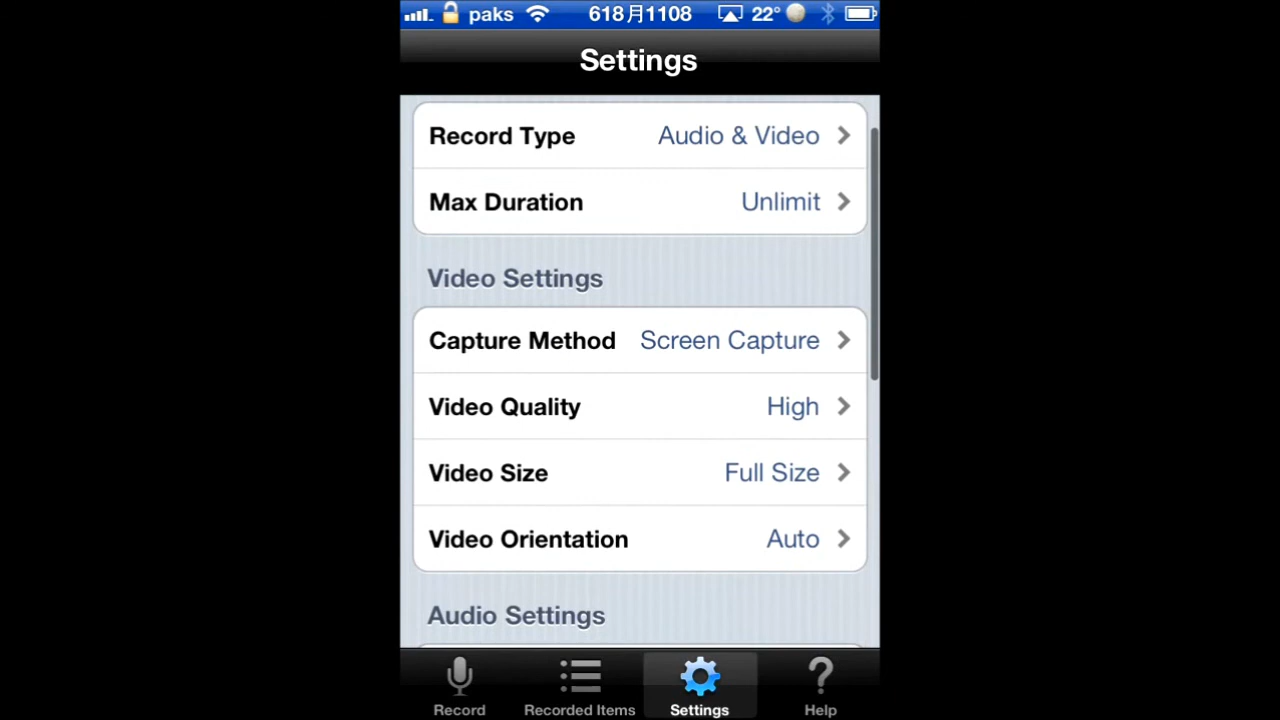 paks 618月1108 22°
Settings
Record Type Audio & Video
Max Duration Unlimit
Video Settings
Capture Method Screen Capture
Video Quality High
Video Size Full Size
Video Orientation Auto
Audio Settings
Record Recorded Items Settings Help